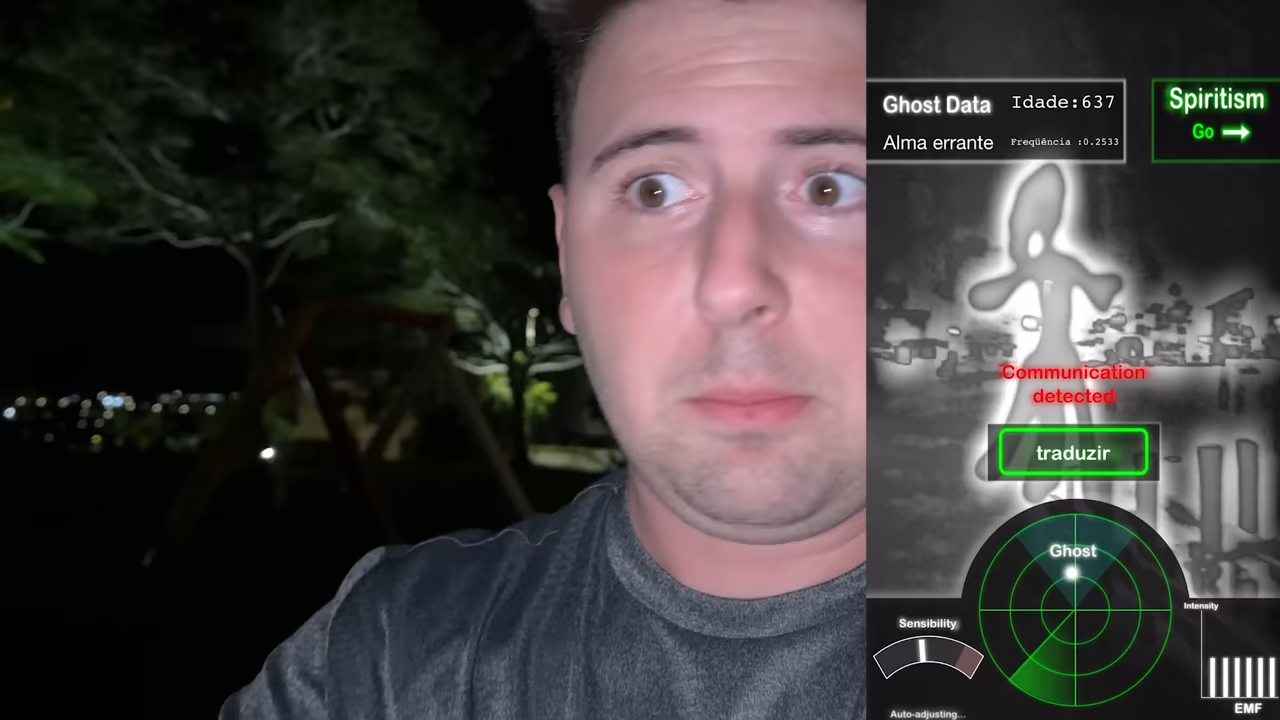 Ghost Data
Idade:637
Alma errante
Freqüência :0.2533
Spiritism
Go
Communication
detected
traduzir
Ghost
Sensibility
Intensity
Auto-adjusting...
EMF